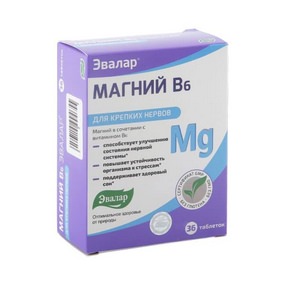 Эвалар
МАГНИЙ В6
ДЛЯ КРЕПКИХ НЕРВОВ
Магний в сочетании с
витамином В6
способствует улучшению
состояния нервной
системы
повышает устойчивость
организма к стрессам
поддерживает здоровый
сон
Mg
Эвалар
Оптимальное здоровье -
от природы
36 таблеток
МАГНИЙ В6